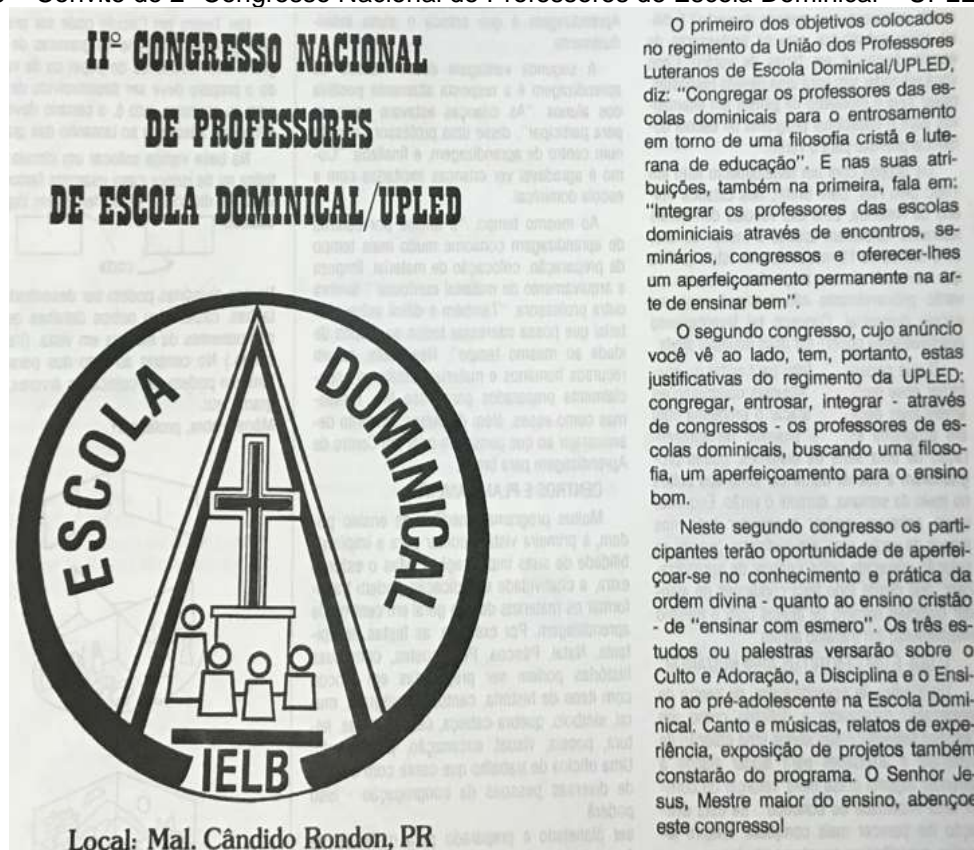 IIº CONGRESSO NACIONAL
DE PROFESSORES
DE ESCOLA DOMINICAL/UPLED
ESCOLA DOMINICAL
IELB
Local: Mal. Cândido Rondon, PR
O primeiro dos objetivos colocados
no regimento da União dos Professores
Luteranos de Escola Dominical/UPLED,
diz: "Congregar os professores das es-
colas dominicais para o entrosamento
em torno de uma filosofia cristã e lute-
rana de educação". E nas suas atri-
buições, também na primeira, fala em:
"Integrar os professores das escolas
dominiciais através de encontros, se-
minários, congressos e oferecer-lhes
um aperfeiçoamento permanente na ar-
te de ensinar bem".
O segundo congresso, cujo anúncio
você vê ao lado, tem, portanto, estas
justificativas do regimento da UPLED:
congregar, entrosar, integrar - através
de congressos - os professores de es-
colas dominicais, buscando uma filoso-
fia, um aperfeiçoamento para o ensino
bom.
Neste segundo congresso os parti-
cipantes terão oportunidade de aperfei-
çoar-se no conhecimento e prática da
ordem divina - quanto ao ensino cristão
- de "ensinar com esmero". Os três es-
tudos ou palestras versarão sobre o
Culto e Adoração, a Disciplina e o Ensi-
no ao pré-adolescente na Escola Domi-
nical. Canto e músicas, relatos de expe-
riência, exposição de projetos também
constarão do programa. O Senhor Je-
sus, Mestre maior do ensino, abençoe
este congresso!